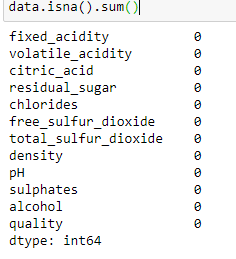 data.isna().sum()
fixed_acidity 0
volatile_acidity 0
citric_acid 0
residual_sugar 0
chlorides 0
free_sulfur_dioxide 0
total_sulfur_dioxide 0
density 0
pH 0
sulphates 0
alcohol 0
quality 0
dtype: int64